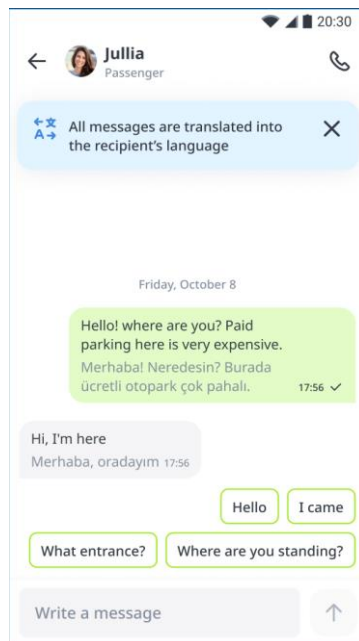 20:30
Jullia
Passenger
All messages are translated into
the recipient's language
Friday, October 8
Hello! where are you? Paid
parking here is very expensive.
Merhaba! Neredesin? Burada
ücretli otopark çok pahalı. 17:56
Hi, I'm here
Merhaba, oradayım 17:56
Hello I came
What entrance? Where are you standing?
Write a message